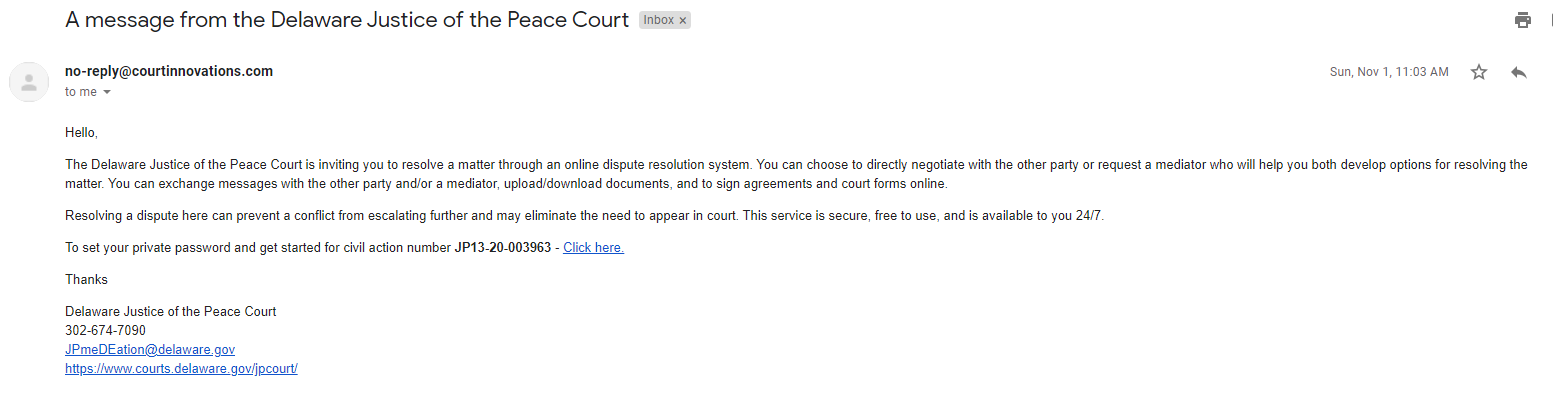 A message from the Delaware Justice of the Peace Court Inbox ×
no-reply@courtinnovations.com Sun, Nov 1, 11:03 AM
to me
Hello,
The Delaware Justice of the Peace Court is inviting you to resolve a matter through an online dispute resolution system. You can choose to directly negotiate with the other party or request a mediator who will help you both develop options for resolving the
matter. You can exchange messages with the other party and/or a mediator, upload/download documents, and to sign agreements and court forms online.
Resolving a dispute here can prevent a conflict from escalating further and may eliminate the need to appear in court. This service is secure, free to use, and is available to you 24/7.
To set your private password and get started for civil action number JP13-20-003963 - Click here.
Thanks
Delaware Justice of the Peace Court
302-674-7090
JPmeDEation@delaware.gov
https://www.courts.delaware.gov/jpcourt/